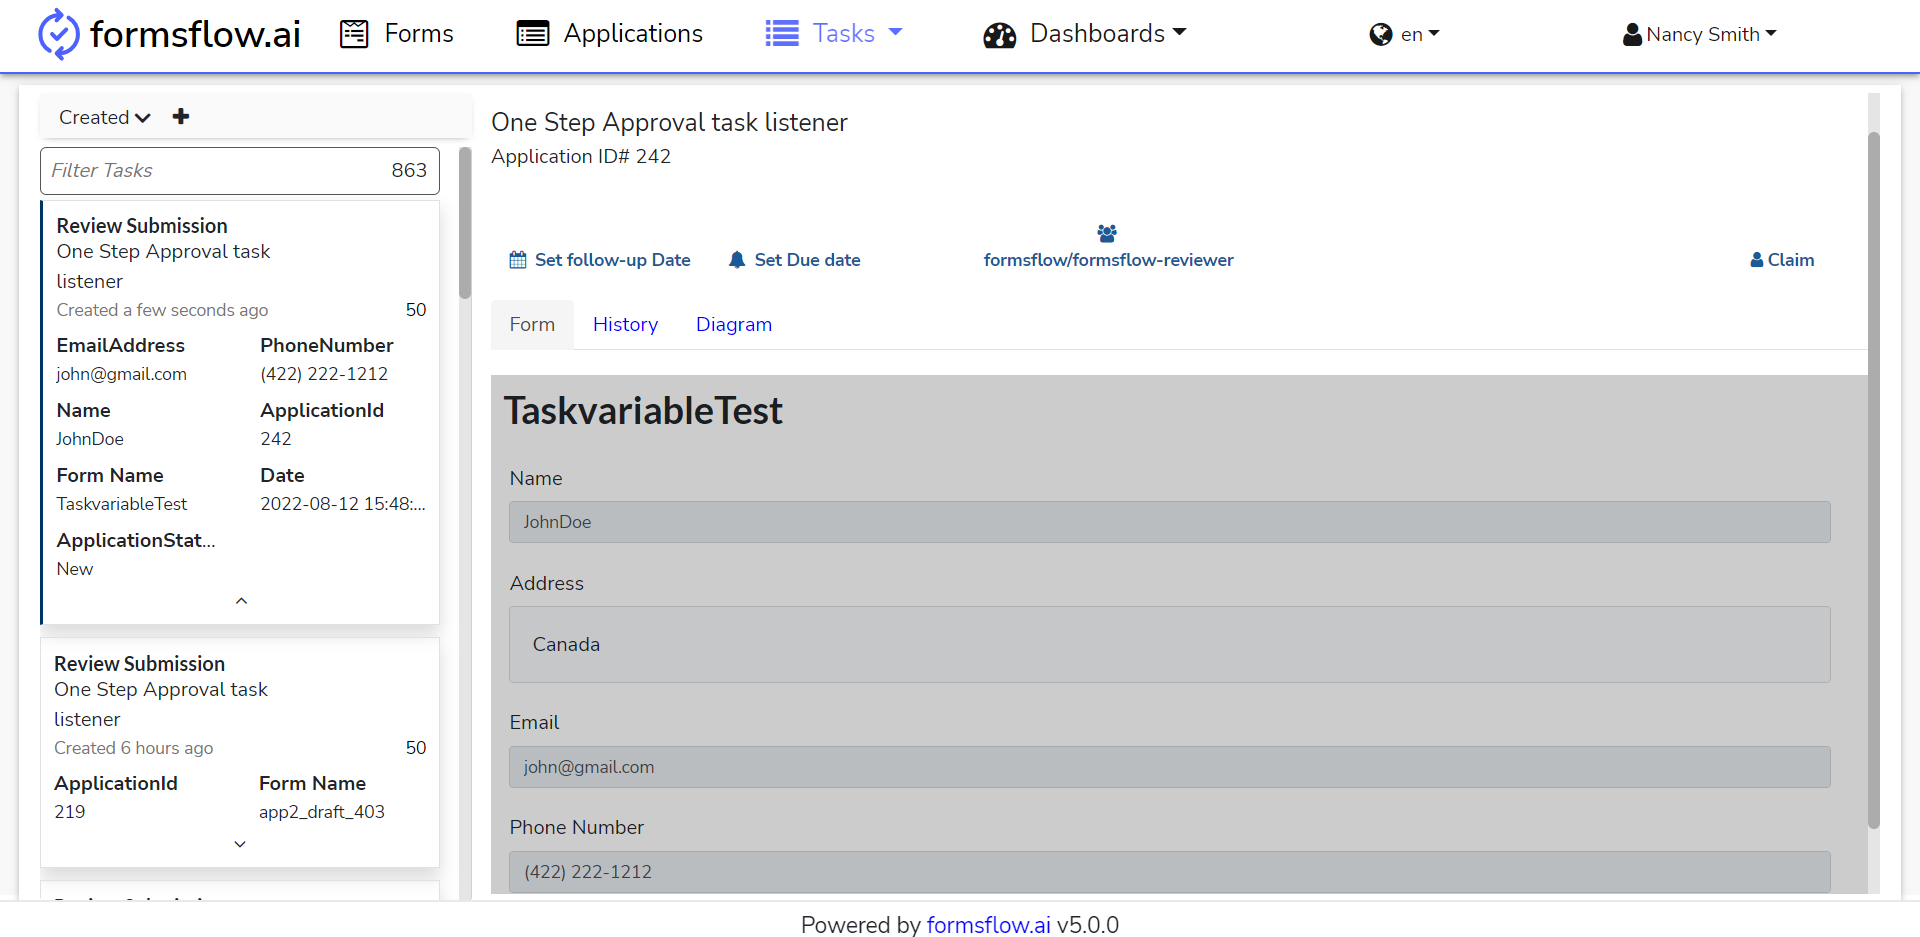 formsflow.ai
Forms
Applications
Tasks
Dashboards
en
Nancy Smith
Created
Filter Tasks 863
Review Submission
One Step Approval task
listener
Created a few seconds ago 50
EmailAddress PhoneNumber
john@gmail.com (422) 222-1212
Name ApplicationId
JohnDoe 242
Form Name Date
TaskvariableTest 2022-08-12 15:48:...
ApplicationStat...
New
Review Submission
One Step Approval task
listener
Created 6 hours ago 50
ApplicationId Form Name
219 app2_draft_403
One Step Approval task listener
Application ID# 242
Set follow-up Date
Set Due date
formsflow/formsflow-reviewer
Claim
Form History Diagram
TaskvariableTest
Name
JohnDoe
Address
Canada
Email
john@gmail.com
Phone Number
(422) 222-1212
Powered by formsflow.ai v5.0.0